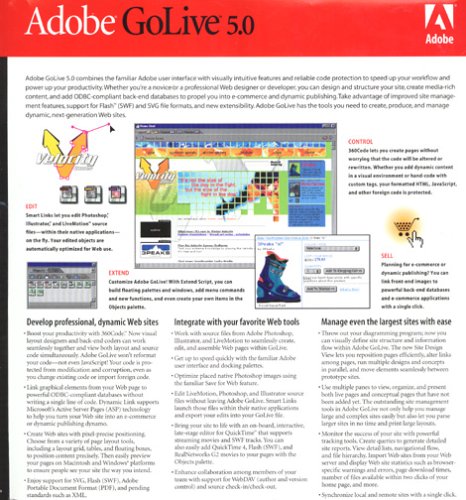 Adobe GoLive 5.0
Adobe
Adobe GoLive 5.0 combines the familiar Adobe user interface with visually intuitive features and reliable code protection to speed up your workflow and
power up your productivity. Whether you're a novice or a professional Web designer or developer, you can design and structure your site, create media-rich
content, and add ODBC-compliant back-end databases to propel you into e-commerce and dynamic publishing. Take advantage of improved site manage-
ment features, support for Flash (SWF) and SVG file formats, and new extensibility. Adobe GoLive has the tools you need to create, produce, and manage
dynamic, next-generation Web sites.
Velocity
EDIT
Smart Links let you edit Photoshop,
Illustrator, and LiveMotion source
files—within their native applications—
on the fly. Your edited objects are
automatically optimized for Web use.
EXTEND
Customize Adobe GoLive! With Extend Script, you can
build floating palettes and windows, add menu commands
and new functions, and even create your own items in the
Objects palette.
3PEAKS
CONTROL
360Code lets you create pages without
worrying that the code will be altered or
rewritten. Whether you add dynamic content
in a visual environment or hand-code with
custom tags, your formatted HTML, JavaScript,
and other foreign code is protected.
SELL
Planning for e-commerce or
dynamic publishing? You can
link front-end images to
powerful back-end databases and
e-commerce applications
with a single click.
Develop professional, dynamic Web sites
• Boost your productivity with 360Code! Now visual
layout designers and back-end coders can work
seamlessly together and view both layout and source
code simultaneously. Adobe GoLive won't reformat
your code—not even JavaScript! Your code is pro-
tected from modification and corruption, even as
you change existing code or import foreign code.
• Link graphical elements from your Web page to
powerful ODBC-compliant databases without
writing a single line of code. Dynamic Link supports
Microsoft's Active Server Pages (ASP) technology
to help you turn your Web site into an e-commerce
or dynamic publishing dynamo.
• Create Web sites with pixel-precise positioning.
Choose from a variety of page layout tools,
including a layout grid, tables, and floating boxes,
to position content precisely. Then easily preview
your pages on Macintosh and Windows platforms
to ensure people see your site the way you intend.
• Enjoy support for SVG, Flash (SWF), Adobe
Portable Document Format (PDF), and pending
standards such as XML.
Integrate with your favorite Web tools
• Work with source files from Adobe Photoshop,
Illustrator, and LiveMotion to seamlessly create,
edit, and assemble Web pages within GoLive.
• Get up to speed quickly with the familiar Adobe
user interface and docking palettes.
• Optimize placed native Photoshop images using
the familiar Save for Web feature.
• Edit LiveMotion, Photoshop, and Illustrator source
files without leaving Adobe GoLive. Smart Links
launch those files within their native applications
and export your edits into your GoLive file.
• Bring your site to life with an on-board, interactive,
late-stage editor for QuickTime that supports
streaming movies and SWF tracks. You can
also easily add QuickTime 4, Flash (SWF), and
RealNetworks G2 movies to your pages with the
Objects palette.
• Enhance collaboration among members of your
team with support for WebDAV (author and version
control) and source check-in/check-out.
Manage even the largest sites with ease
• Throw out your diagramming program; now you
can visually define site structure and information
flow within Adobe GoLive. The new Site Design
View lets you reposition pages efficiently, alter links
among pages, run multiple designs and concepts
in parallel, and move elements seamlessly between
prototype pages.
• Use multiple panes to view, organize, and present
both live pages and conceptual pages that have not
been added yet. The outstanding site management
tools in Adobe GoLive not only help you manage
large and complex sites easily but also let you print
larger sites in no time and print large layouts.
• Monitor the success of your site with powerful
tracking tools. Create queries to generate detailed
site reports. View detail lists, navigational flow,
and file hierarchy. Import Web sites from your Web
server and display Web site statistics such as browser-
specific warnings and errors, page download times,
number of files available within two clicks of your
home page, and more.
• Synchronize local and remote sites with a single click.